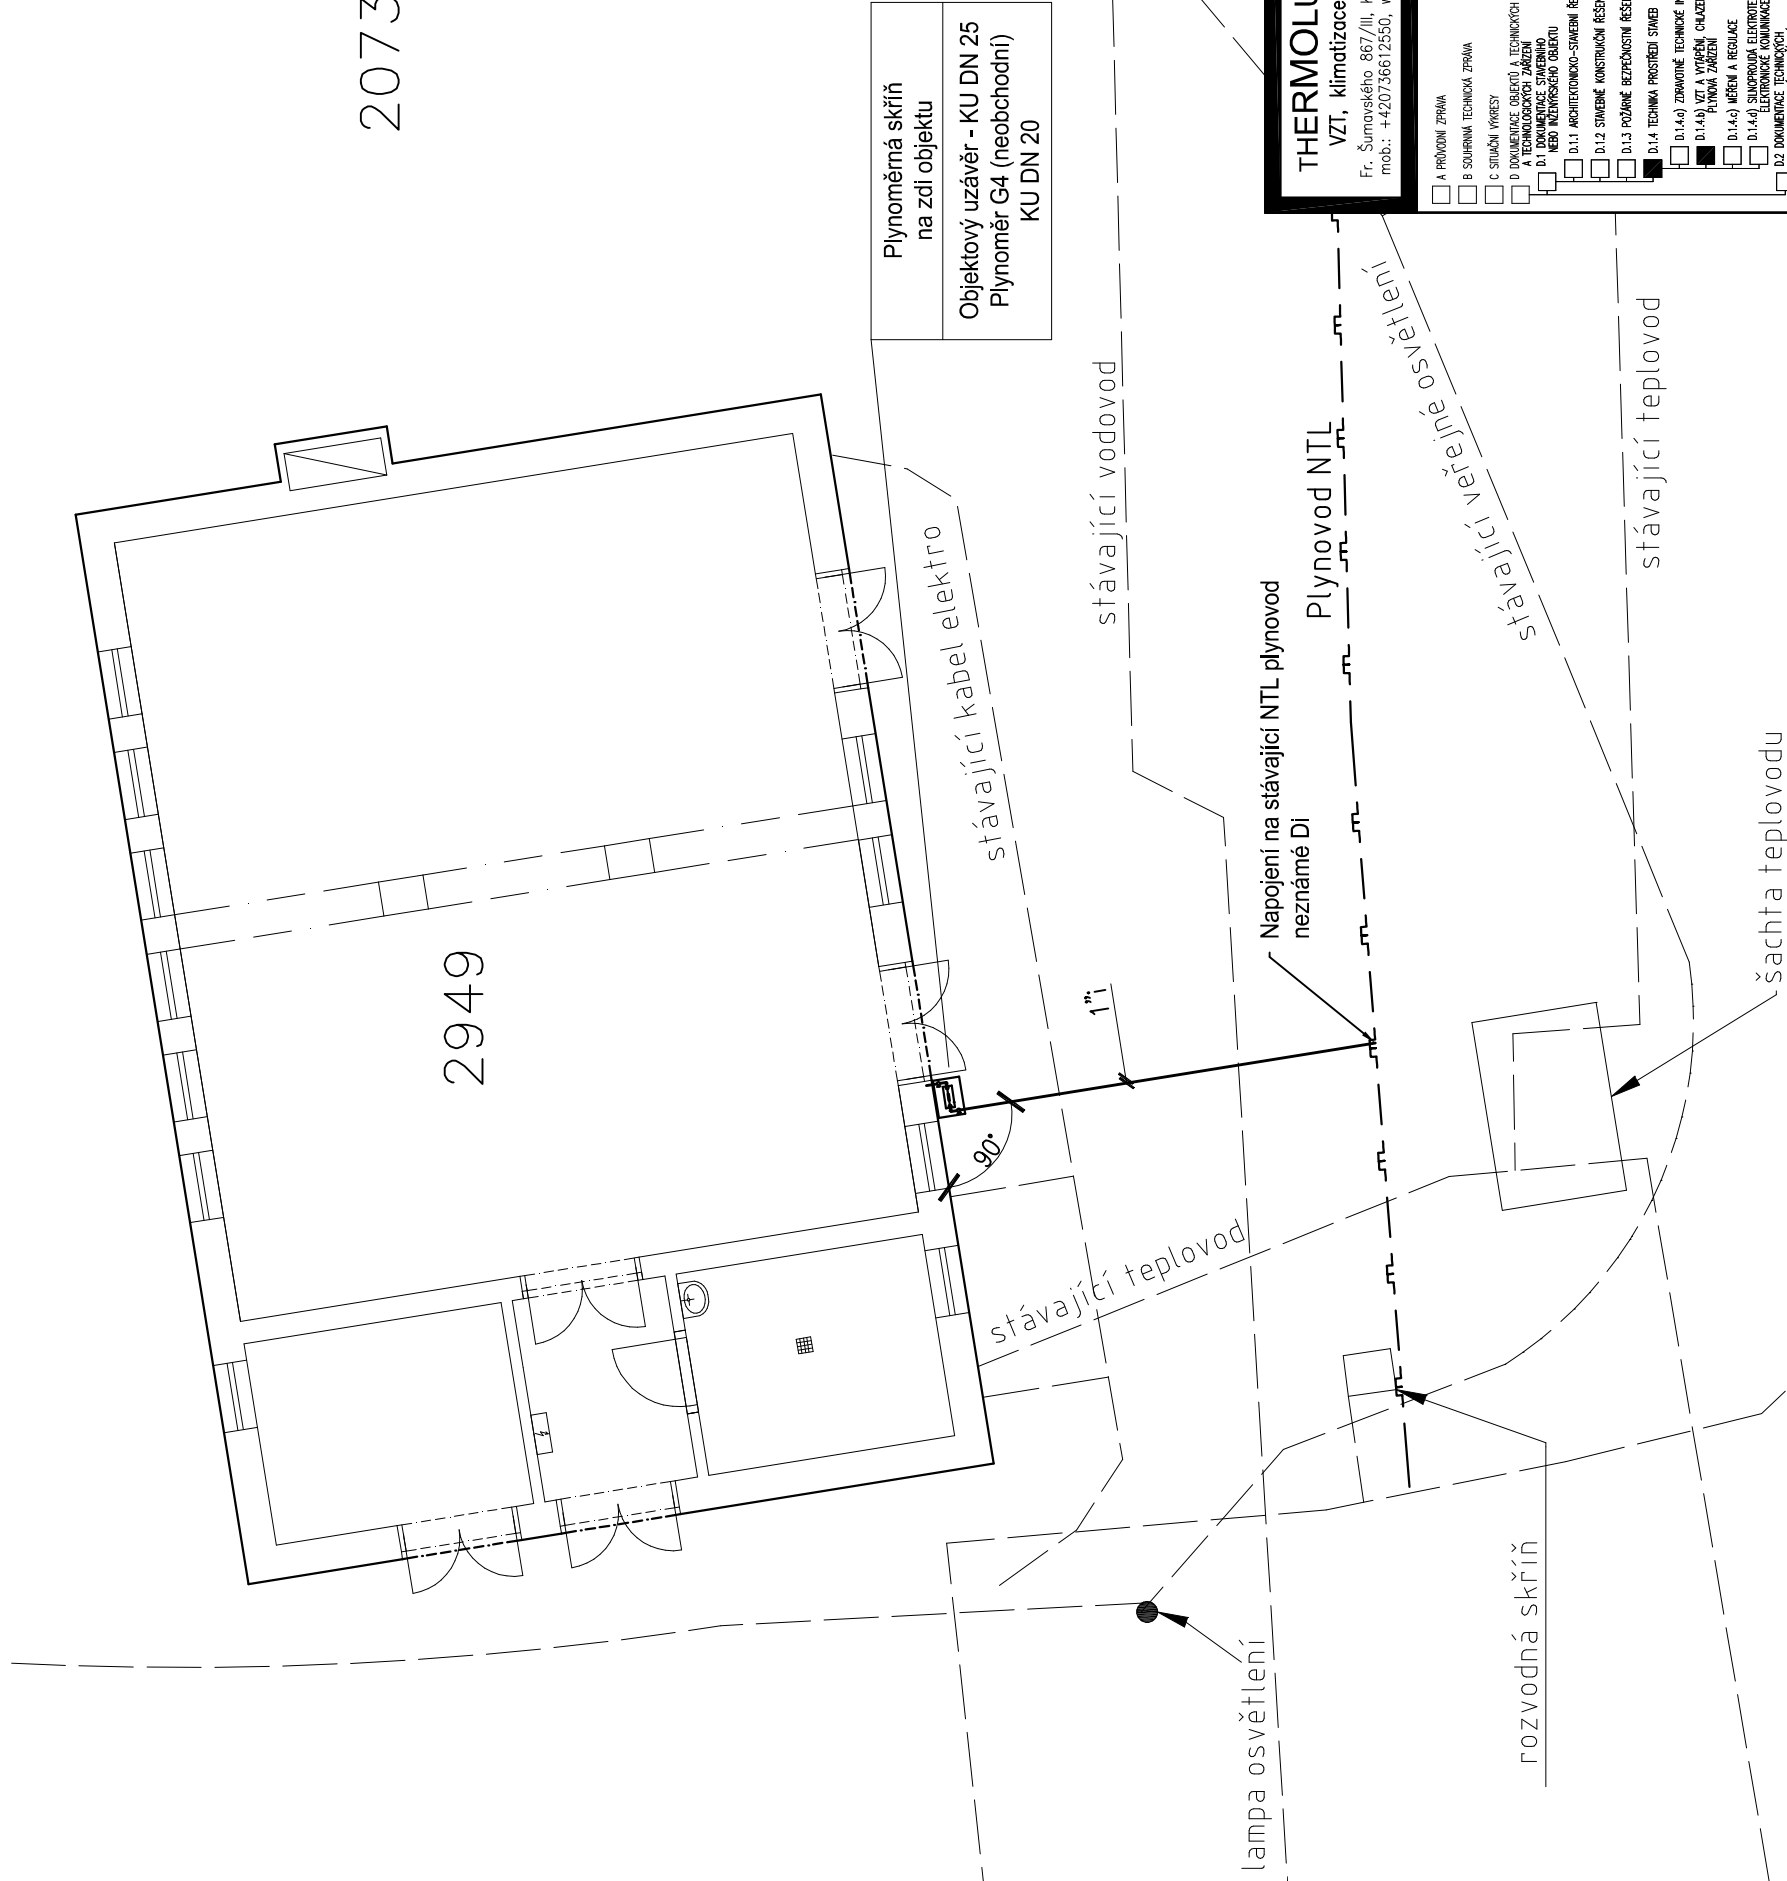 2073
Plynoměrná skříň
na zdi objektu
Objektový uzávěr - KU DN 25
Plynoměr G4 (neobchodní)
KU DN 20
THERMOLU
VZT, klimatizace
Fr. Šumavského 867/III, K
mob.: +420736612550, w
A PRŮVODNÍ ZPRÁVA
B SOUHRNNÁ TECHNICKÁ ZPRÁVA
C SITUAČNÍ VÝKRESY
D DOKUMENTACE OBJEKTŮ A TECHNICKÝCH
A TECHNOLOGICKÝCH ZAŘÍZENÍ
D.1 DOKUMENTACE STAVEBNÍHO
NEBO INŽENÝRSKÉHO OBJEKTU
D.1.1 ARCHITEKTONICKO-STAVEBNÍ ŘE
D.1.2 STAVEBNĚ KONSTRUKČNÍ ŘEŠEN
D.1.3 POŽÁRNĚ BEZPEČNOSTNÍ ŘEŠEN
D.1.4 TECHNIKA PROSTŘEDÍ STAVEB
D.1.4.a) ZDRAVOTNĚ TECHNICKÉ IN
D.1.4.b) VZT A VYTÁPĚNÍ, CHLAZEN
PLYNOVÁ ZAŘÍZENÍ
D.1.4.c) MĚŘENÍ A REGULACE
D.1.4.d) SILNOPROUDÁ ELEKTROTE
ELEKTRONICKÉ KOMUNIKACE
D.2 DOKUMENTACE TECHNICKÝCH
stávající kabel elektro
stávající vodovod
Plynovod NTL
stávající veřejné osvětlení
stávající teplovod
Napojení na stávající NTL plynovod
neznámé Di
šachta teplovodu
2949
1"i
90°
stávající teplovod
lampa osvětlení
rozvodná skříň